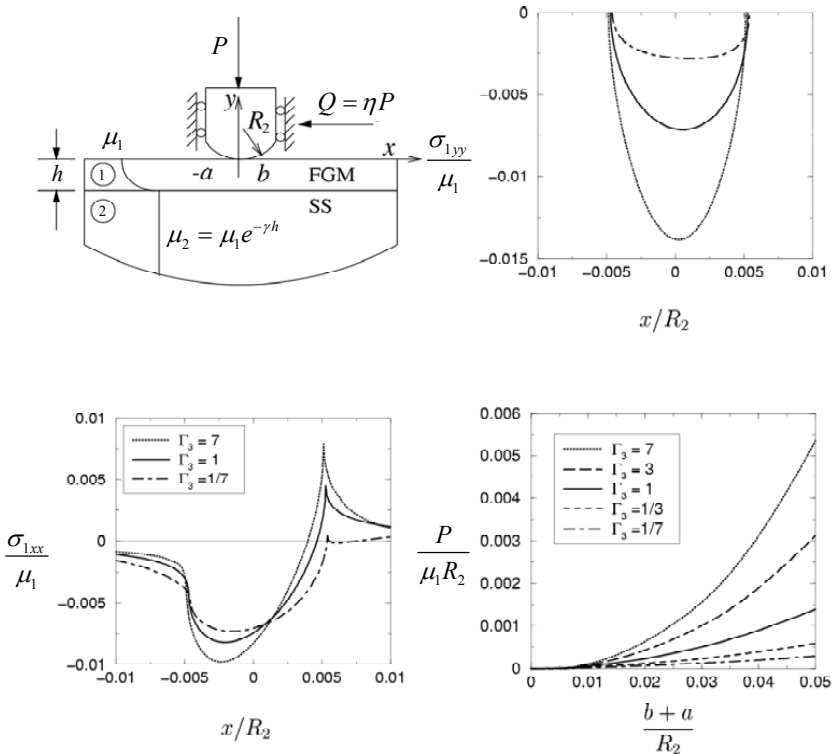 P
y
Q = ηP
R₂
μ₁
x
h
1
-a
b
FGM
2
SS
μ₂ = μ₁e^{-γh}
σ₁yy / μ₁
0
−0.005
−0.01
−0.015
−0.01 −0.005 0 0.005 0.01
x/R₂
σ₁xx / μ₁
0.01
0.005
0
−0.005
−0.01
Γ₃ = 7
Γ₃ = 1
Γ₃ =1/7
−0.01 −0.005 0 0.005 0.01
x/R₂
P / μ₁R₂
0.006
0.005
0.004
0.003
0.002
0.001
0
Γ₃ = 7
Γ₃ = 3
Γ₃ = 1
Γ₃ =1/3
Γ₃ =1/7
0 0.01 0.02 0.03 0.04 0.05
b + a / R₂